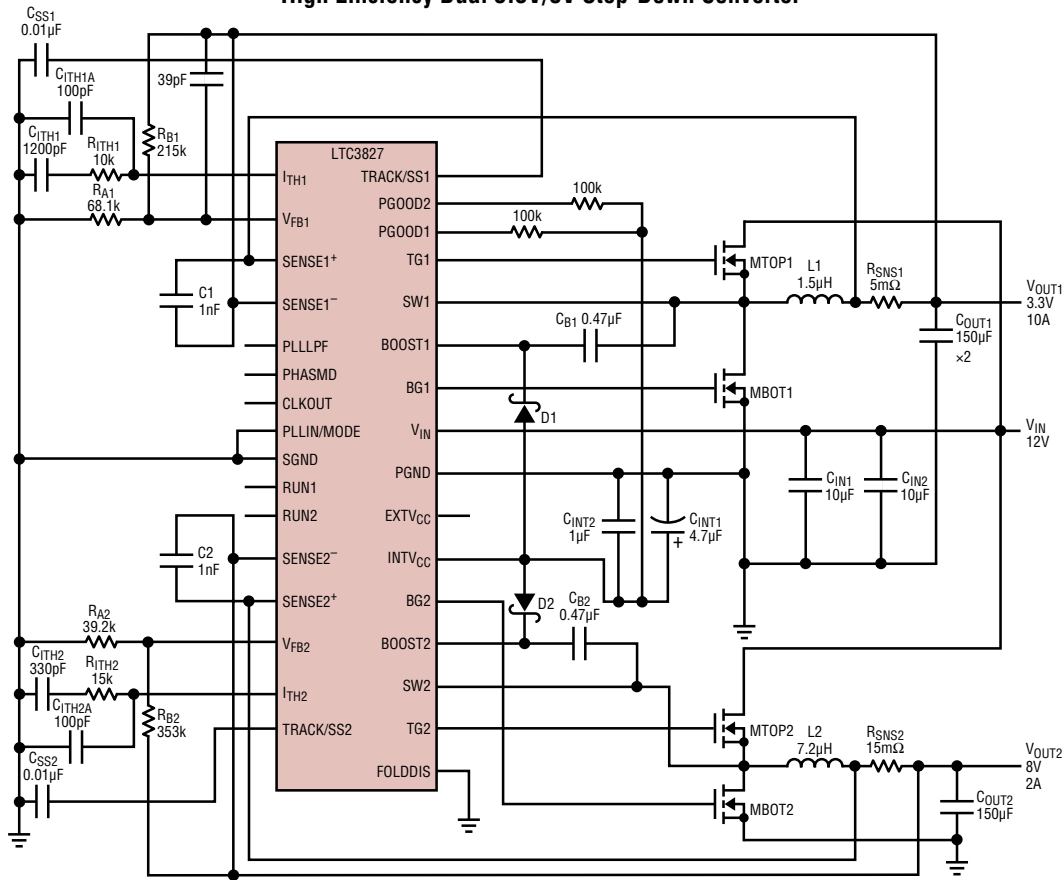 High Efficiency Dual 3.3V/8V Step-Down Converter
CSS1
0.01µF
CITH1A
100pF
39pF
CITH1
1200pF
RITH1
10k
RB1
215k
RA1
68.1k
C1
1nF
C2
1nF
RA2
39.2k
CITH2
330pF
RITH2
15k
CITH2A
100pF
RB2
353k
CSS2
0.01µF
LTC3827
ITH1
VFB1
SENSE1+
SENSE1–
PLLLPF
PHASMD
CLKOUT
PLLIN/MODE
SGND
RUN1
RUN2
SENSE2–
SENSE2+
VFB2
ITH2
TRACK/SS2
TRACK/SS1
PGOOD2
PGOOD1
TG1
SW1
BOOST1
BG1
VIN
PGND
EXTVCC
INTVCC
BG2
BOOST2
SW2
TG2
FOLDDIS
100k
100k
MTOP1
L1
1.5µH
RSNS1
5mΩ
VOUT1
3.3V
10A
CB1 0.47µF
COUT1
150µF
×2
MBOT1
D1
VIN
12V
CIN1
10µF
CIN2
10µF
CINT2
1µF
CINT1
4.7µF
+
D2
CB2
0.47µF
MTOP2
L2
7.2µH
RSNS2
15mΩ
VOUT2
8V
2A
MBOT2
COUT2
150µF